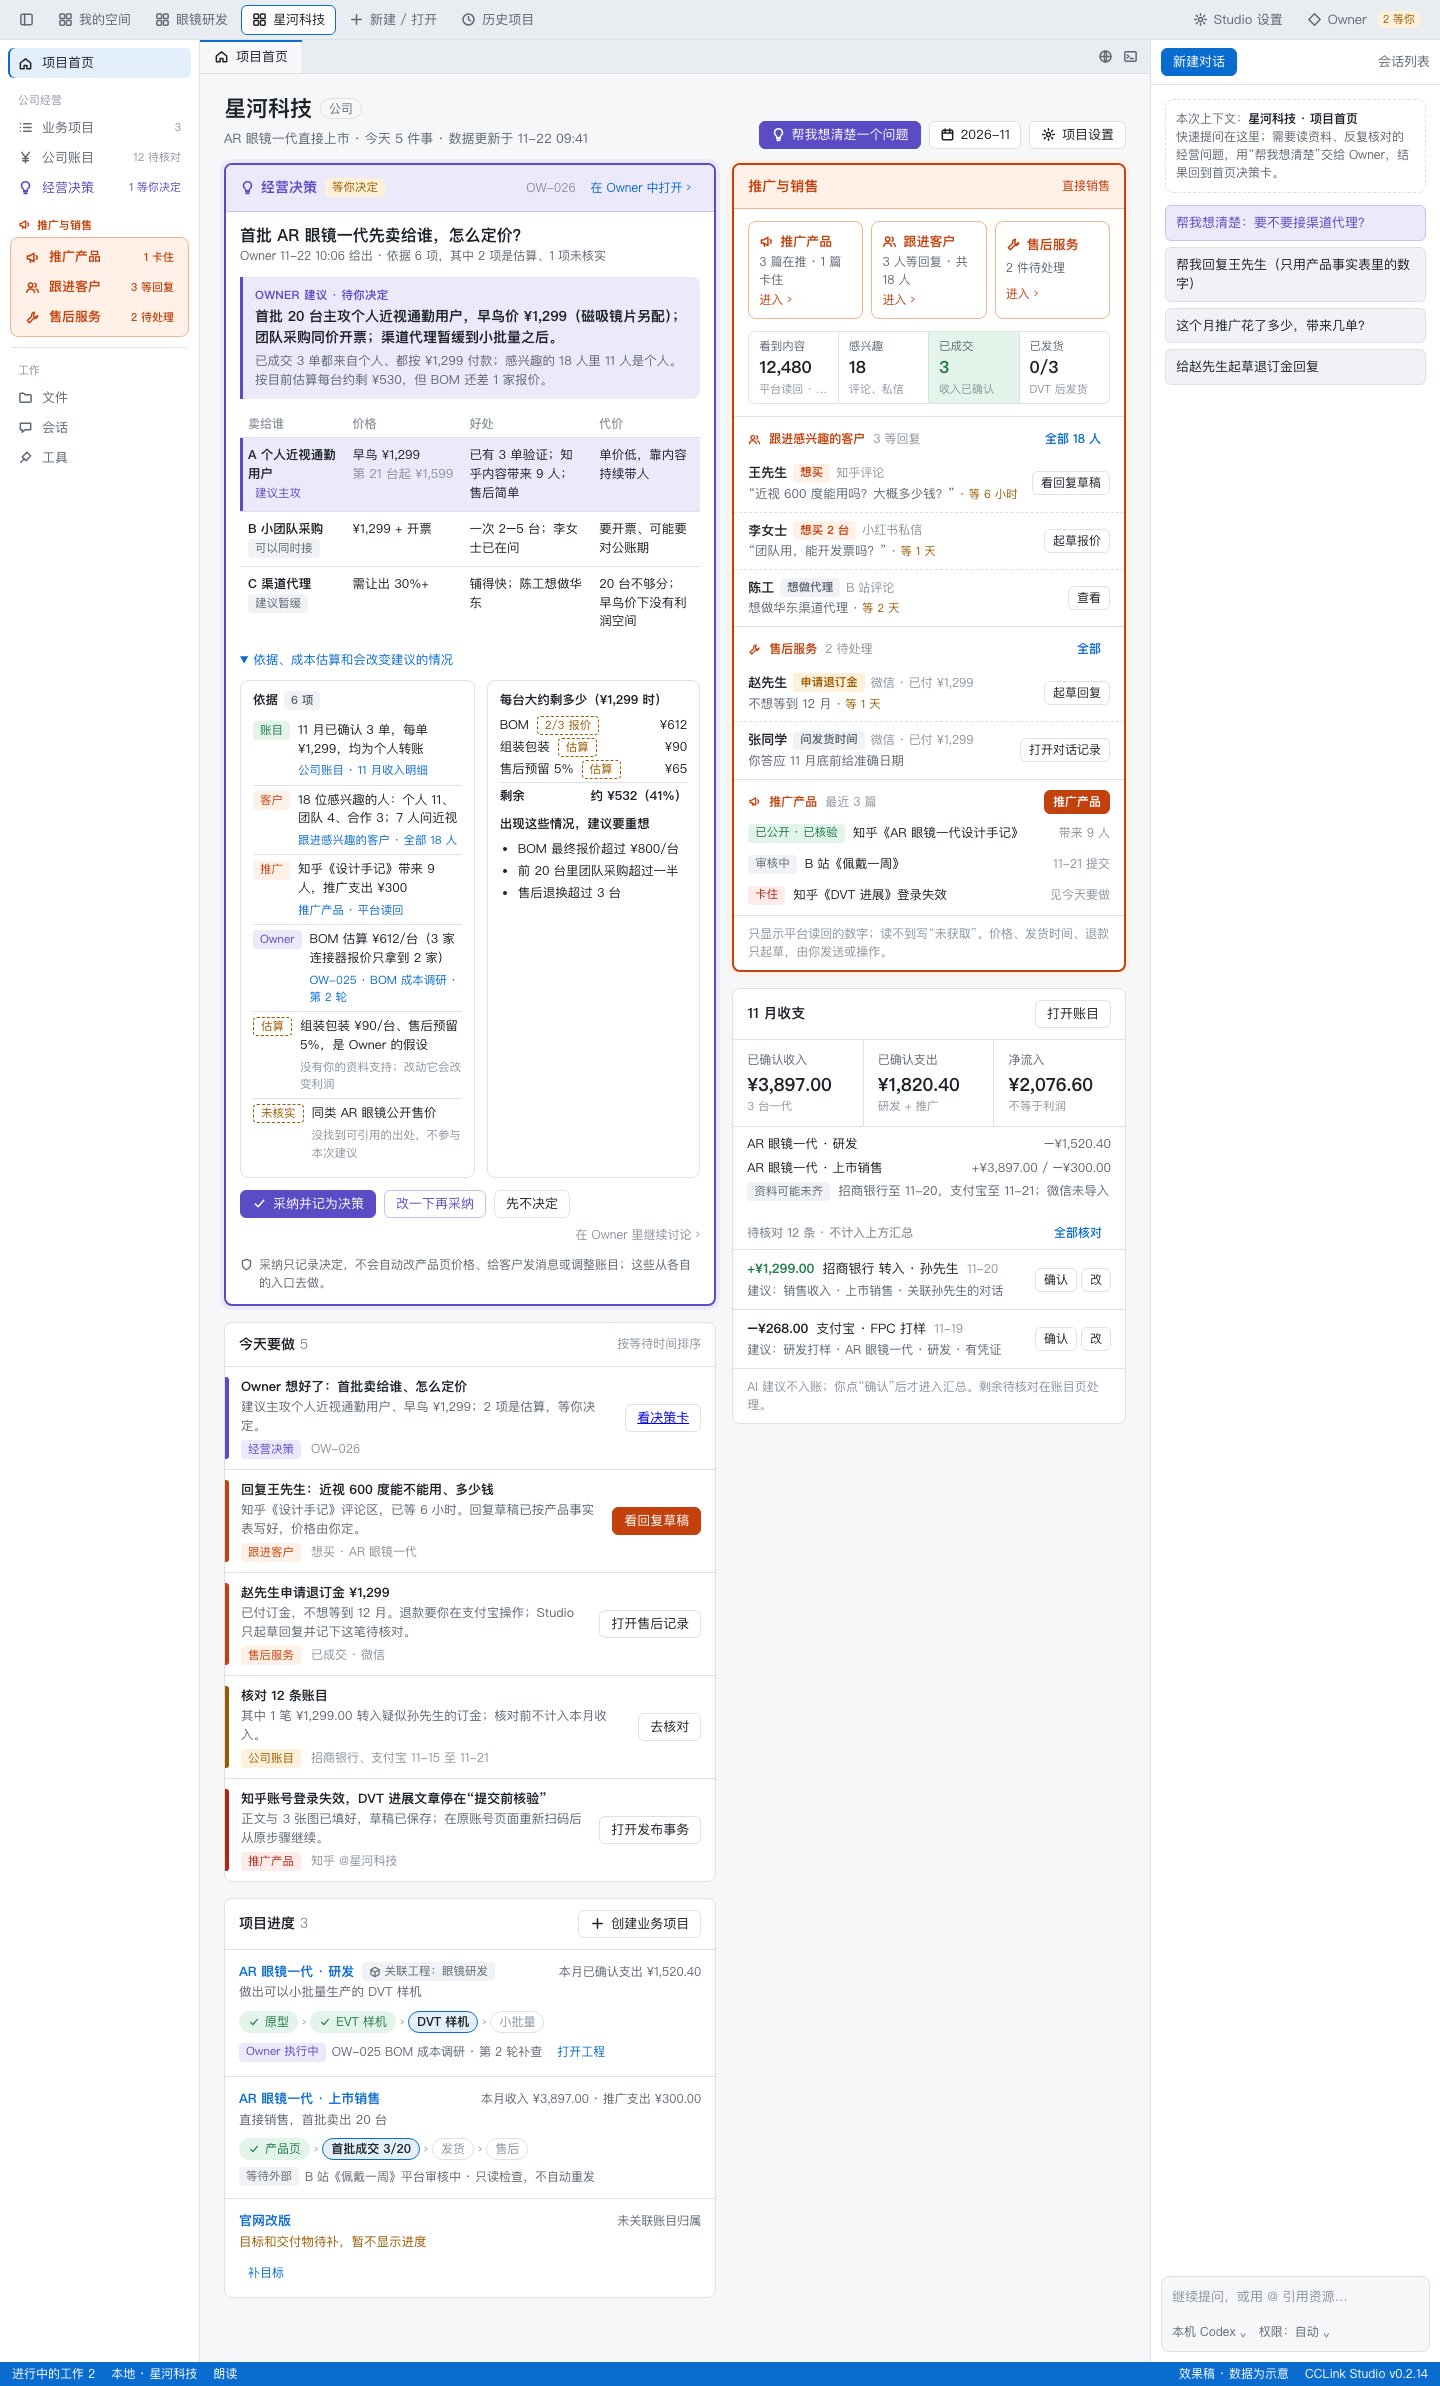 我的空间
眼镜研发
星河科技
新建 / 打开
历史项目
Studio 设置
Owner
2 等你
项目首页
公司经营
业务项目 3
公司账目 12 待核对
经营决策 1 等你决定
推广与销售
推广产品 1 卡住
跟进客户 3 等回复
售后服务 2 待处理
工作
文件
会话
工具
项目首页
星河科技 公司
AR 眼镜一代直接上市 · 今天 5 件事 · 数据更新于 11-22 09:41
帮我想清楚一个问题
2026-11
项目设置
经营决策 等你决定 OW-026 在 Owner 中打开 ›
首批 AR 眼镜一代先卖给谁，怎么定价？
Owner 11-22 10:06 给出 · 依据 6 项，其中 2 项是估算、1 项未核实
OWNER 建议 · 待你决定
首批 20 台主攻个人近视通勤用户，早鸟价 ¥1,299（磁吸镜片另配）；
团队采购同价开票；渠道代理暂缓到小批量之后。
已成交 3 单都来自个人、都按 ¥1,299 付款；感兴趣的 18 人里 11 人是个人。
按目前估算每台约剩 ¥530，但 BOM 还差 1 家报价。
卖给谁 价格 好处 代价
A 个人近视通勤 早鸟 ¥1,299 已有 3 单验证；知 单价低，靠内容
用户 第 21 台起 ¥1,599 乎内容带来 9 人； 持续带人
建议主攻 售后简单
B 小团队采购 ¥1,299 + 开票 一次 2—5 台；李女 要开票、可能要
可以同时接 士已在问 对公账期
C 渠道代理 需让出 30%+ 铺得快；陈工想做华 20 台不够分；
建议暂缓 东 早鸟价下没有利
润空间
▼ 依据、成本估算和会改变建议的情况
依据 6 项
账目 11 月已确认 3 单，每单
¥1,299，均为个人转账
公司账目 · 11 月收入明细
客户 18 位感兴趣的人：个人 11、
团队 4、合作 3；7 人问近视
跟进感兴趣的客户 · 全部 18 人
推广 知乎《设计手记》带来 9
人，推广支出 ¥300
推广产品 · 平台读回
Owner BOM 估算 ¥612/台（3 家
连接器报价只拿到 2 家）
OW-025 · BOM 成本调研 ·
第 2 轮
估算 组装包装 ¥90/台、售后预留
5%，是 Owner 的假设
没有你的资料支持；改动它会改
变利润
未核实 同类 AR 眼镜公开售价
没找到可引用的出处，不参与
本次建议
每台大约剩多少（¥1,299 时）
BOM 2/3 报价 ¥612
组装包装 估算 ¥90
售后预留 5% 估算 ¥65
剩余 约 ¥532（41%）
出现这些情况，建议要重想
• BOM 最终报价超过 ¥800/台
• 前 20 台里团队采购超过一半
• 售后退换超过 3 台
采纳并记为决策
改一下再采纳
先不决定
在 Owner 里继续讨论 ›
采纳只记录决定，不会自动改产品页价格、给客户发消息或调整账目；这些从各自
的入口去做。
今天要做 5 按等待时间排序
Owner 想好了：首批卖给谁、怎么定价
建议主攻个人近视通勤用户、早鸟 ¥1,299；2 项是估算，等你决
定。
看决策卡
经营决策 OW-026
回复王先生：近视 600 度能不能用、多少钱
知乎《设计手记》评论区，已等 6 小时。回复草稿已按产品事实
表写好，价格由你定。
看回复草稿
跟进客户 想买 · AR 眼镜一代
赵先生申请退订金 ¥1,299
已付订金，不想等到 12 月。退款要你在支付宝操作；Studio
只起草回复并记下这笔待核对。
打开售后记录
售后服务 已成交 · 微信
核对 12 条账目
其中 1 笔 ¥1,299.00 转入疑似孙先生的订金；核对前不计入本月收
入。
去核对
公司账目 招商银行、支付宝 11-15 至 11-21
知乎账号登录失效，DVT 进展文章停在“提交前核验”
正文与 3 张图已填好，草稿已保存；在原账号页面重新扫码后
从原步骤继续。
打开发布事务
推广产品 知乎 @星河科技
项目进度 3 创建业务项目
AR 眼镜一代 · 研发 关联工程：眼镜研发 本月已确认支出 ¥1,520.40
做出可以小批量生产的 DVT 样机
原型 › EVT 样机 › DVT 样机 › 小批量
Owner 执行中 OW-025 BOM 成本调研 · 第 2 轮补查 打开工程
AR 眼镜一代 · 上市销售 本月收入 ¥3,897.00 · 推广支出 ¥300.00
直接销售，首批卖出 20 台
产品页 › 首批成交 3/20 › 发货 › 售后
等待外部 B 站《佩戴一周》平台审核中 · 只读检查，不自动重发
官网改版 未关联账目归属
目标和交付物待补，暂不显示进度
补目标
推广与销售 直接销售
推广产品
3 篇在推 · 1 篇
卡住
进入 ›
跟进客户
3 人等回复 · 共
18 人
进入 ›
售后服务
2 件待处理
进入 ›
看到内容
12,480
平台读回 · …
感兴趣
18
评论、私信
已成交
3
收入已确认
已发货
0/3
DVT 后发货
跟进感兴趣的客户 3 等回复 全部 18 人
王先生 想买 知乎评论
“近视 600 度能用吗？大概多少钱？” · 等 6 小时
看回复草稿
李女士 想买 2 台 小红书私信
“团队用，能开发票吗？” · 等 1 天
起草报价
陈工 想做代理 B 站评论
想做华东渠道代理 · 等 2 天
查看
售后服务 2 待处理 全部
赵先生 申请退订金 微信 · 已付 ¥1,299
不想等到 12 月 · 等 1 天
起草回复
张同学 问发货时间 微信 · 已付 ¥1,299
你答应 11 月底前给准确日期
打开对话记录
推广产品 最近 3 篇 推广产品
已公开 · 已核验 知乎《AR 眼镜一代设计手记》 带来 9 人
审核中 B 站《佩戴一周》 11-21 提交
卡住 知乎《DVT 进展》登录失效 见今天要做
只显示平台读回的数字；读不到写“未获取”。价格、发货时间、退款
只起草，由你发送或操作。
11 月收支 打开账目
已确认收入
¥3,897.00
3 台一代
已确认支出
¥1,820.40
研发 + 推广
净流入
¥2,076.60
不等于利润
AR 眼镜一代 · 研发 —¥1,520.40
AR 眼镜一代 · 上市销售 +¥3,897.00 / —¥300.00
资料可能未齐 招商银行至 11-20，支付宝至 11-21；微信未导入
待核对 12 条 · 不计入上方汇总 全部核对
+¥1,299.00 招商银行 转入 · 孙先生 11-20
建议：销售收入 · 上市销售 · 关联孙先生的对话
确认 改
—¥268.00 支付宝 · FPC 打样 11-19
建议：研发打样 · AR 眼镜一代 · 研发 · 有凭证
确认 改
AI 建议不入账；你点“确认”后才进入汇总。剩余待核对在账目页处
理。
新建对话 会话列表
本次上下文：星河科技 · 项目首页
快速提问在这里；需要读资料、反复核对的
经营问题，用“帮我想清楚”交给 Owner，结
果回到首页决策卡。
帮我想清楚：要不要接渠道代理？
帮我回复王先生（只用产品事实表里的数
字）
这个月推广花了多少，带来几单？
给赵先生起草退订金回复
继续提问，或用 @ 引用资源…
本机 Codex 权限：自动
进行中的工作 2 本地 · 星河科技 朗读
效果稿 · 数据为示意 CCLink Studio v0.2.14